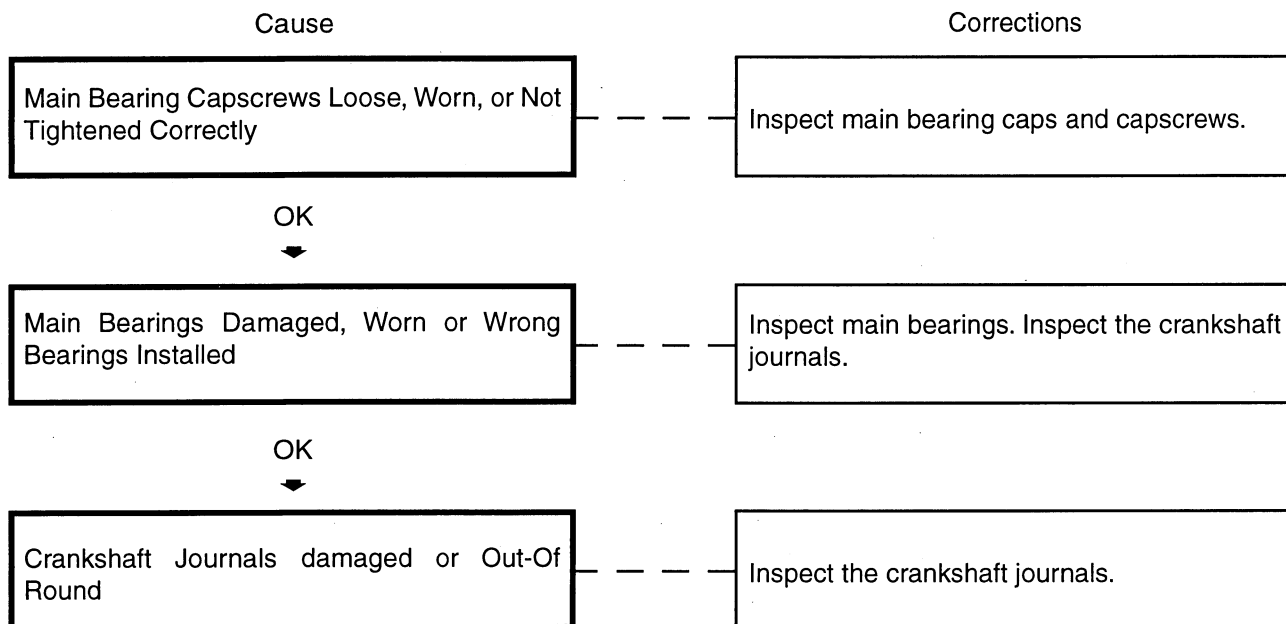 Cause
Corrections
Main Bearing Capscrews Loose, Worn, or Not
Tightened Correctly
Inspect main bearing caps and capscrews.
OK
Main Bearings Damaged, Worn or Wrong
Bearings Installed
Inspect main bearings. Inspect the crankshaft
journals.
OK
Crankshaft Journals damaged or Out-Of
Round
Inspect the crankshaft journals.